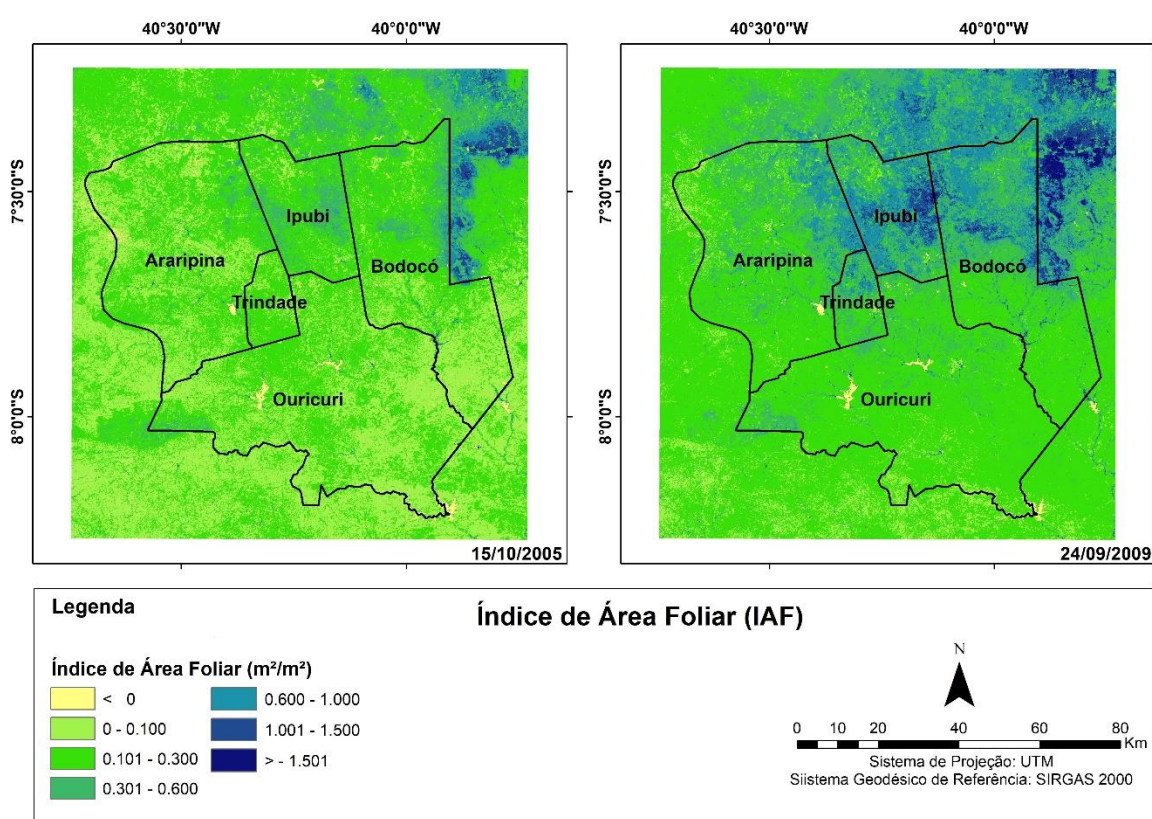 40°30'0"W 40°0'0"W
7°30'0"S
8°0'0"S
Ipubi
Araripina
Bodocó
Trindade
Ouricuri
15/10/2005
40°30'0"W 40°0'0"W
7°30'0"S
8°0'0"S
Ipubi
Araripina
Bodocó
Trindade
Ouricuri
24/09/2009
Legenda
Índice de Área Foliar (IAF)
Índice de Área Foliar (m²/m²)
< 0
0 - 0.100
0.101 - 0.300
0.301 - 0.600
0.600 - 1.000
1.001 - 1.500
> - 1.501
N
0 10 20 40 60 80
Km
Sistema de Projeção: UTM
Siistema Geodésico de Referência: SIRGAS 2000